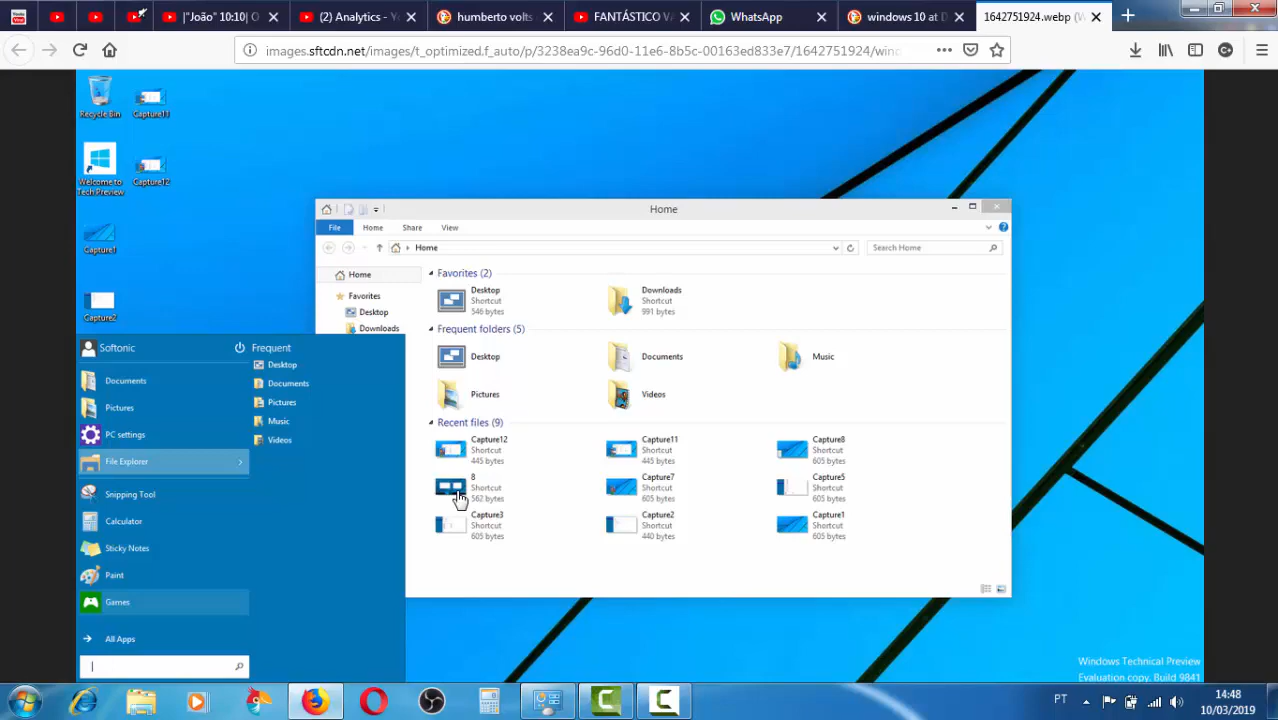 |"João" 10:10| O
(2) Analytics - Yo
humberto volts
FANTÁSTICO VA
WhatsApp
windows 10 at D
1642751924.webp (W
images.sftcdn.net/images/t_optimized.f_auto/p/3238ea9c-96d0-11e6-8b5c-00163ed833e7/1642751924/wind
Recycle Bin
Capture11
Welcome to
Tech Preview
Capture12
Capture1
Capture2
Home
File Home Share View
Home
Search Home
Home
Favorites
Desktop
Downloads
Favorites (2)
Desktop
Shortcut
546 bytes
Downloads
Shortcut
991 bytes
Frequent folders (5)
Desktop
Documents
Music
Pictures
Videos
Recent files (9)
Capture12
Shortcut
445 bytes
Capture11
Shortcut
445 bytes
Capture8
Shortcut
605 bytes
8
Shortcut
562 bytes
Capture7
Shortcut
605 bytes
Capture5
Shortcut
605 bytes
Capture3
Shortcut
605 bytes
Capture2
Shortcut
440 bytes
Capture1
Shortcut
605 bytes
Softonic
Documents
Pictures
PC settings
File Explorer
Snipping Tool
Calculator
Sticky Notes
Paint
Games
All Apps
Frequent
Desktop
Documents
Pictures
Music
Videos
Windows Technical Preview
Evaluation copy. Build 9841
PT
14:48
10/03/2019